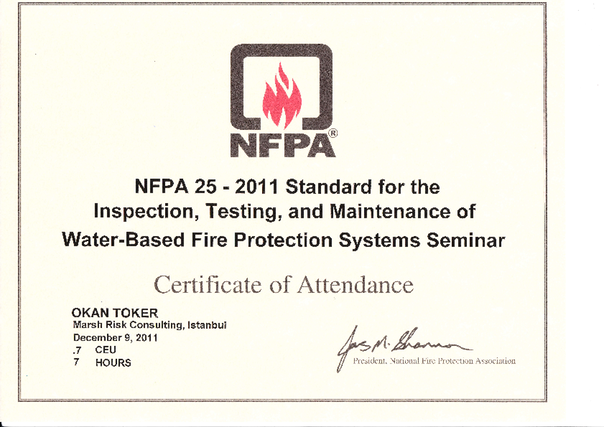 NFPA®
NFPA 25 - 2011 Standard for the
Inspection, Testing, and Maintenance of
Water-Based Fire Protection Systems Seminar
Certificate of Attendance
OKAN TOKER
Marsh Risk Consulting, Istanbul
December 9, 2011
.7 CEU
7 HOURS
Jas M. Shannon
President, National Fire Protection Association